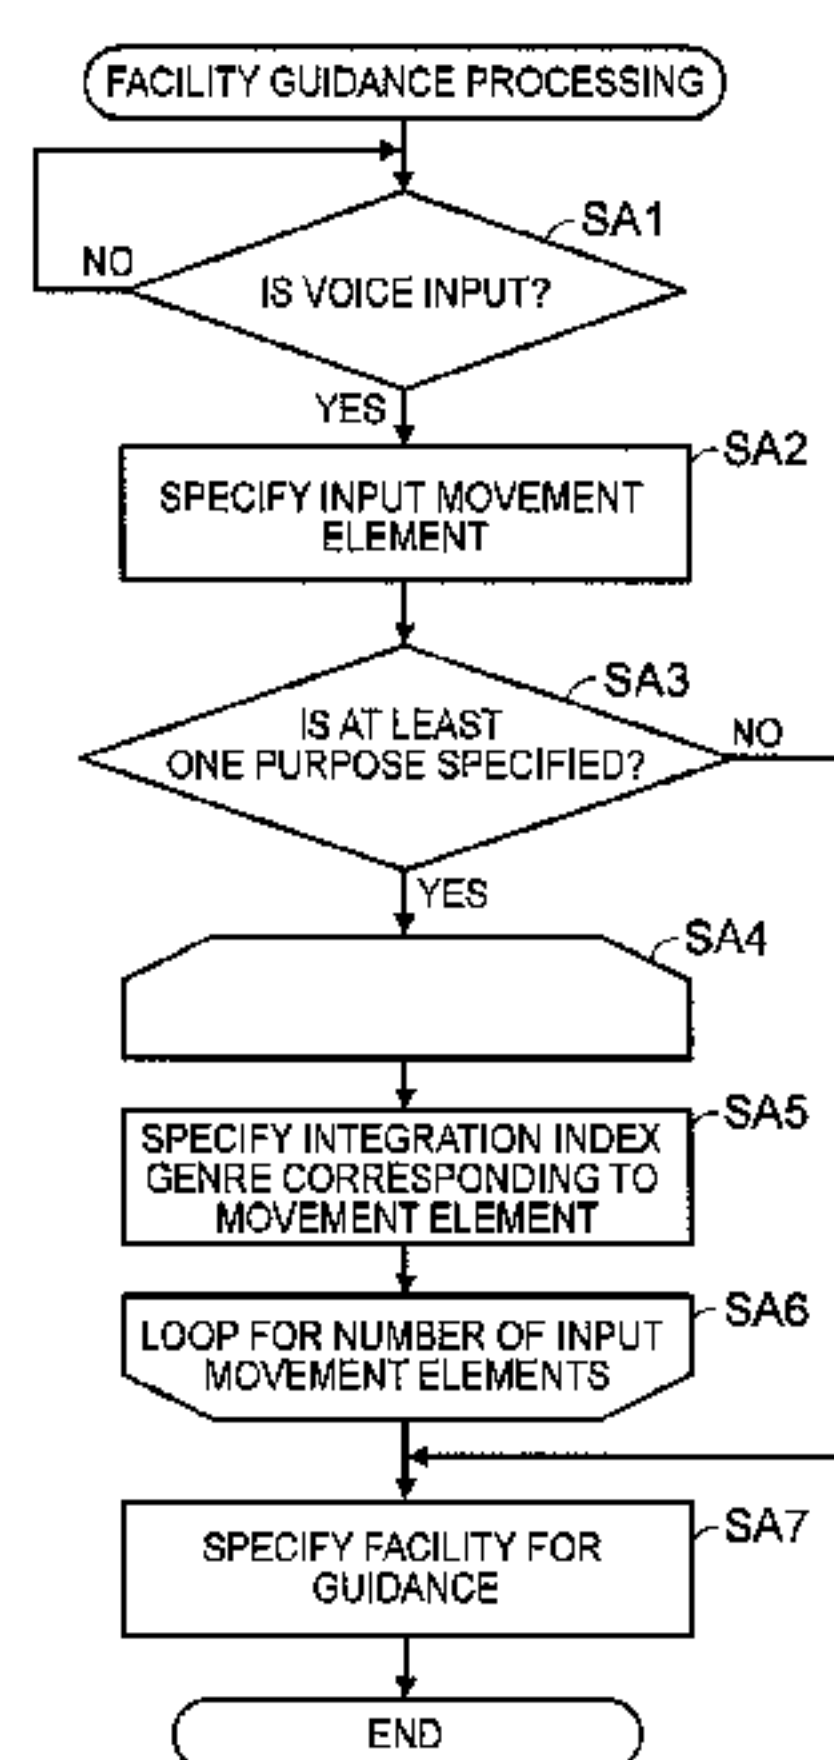 FACILITY GUIDANCE PROCESSING
SA1
NO
IS VOICE INPUT?
YES
SA2
SPECIFY INPUT MOVEMENT
ELEMENT
SA3
IS AT LEAST
ONE PURPOSE SPECIFIED?
NO
YES
SA4
SA5
SPECIFY INTEGRATION INDEX
GENRE CORRESPONDING TO
MOVEMENT ELEMENT
SA6
LOOP FOR NUMBER OF INPUT
MOVEMENT ELEMENTS
SA7
SPECIFY FACILITY FOR
GUIDANCE
END